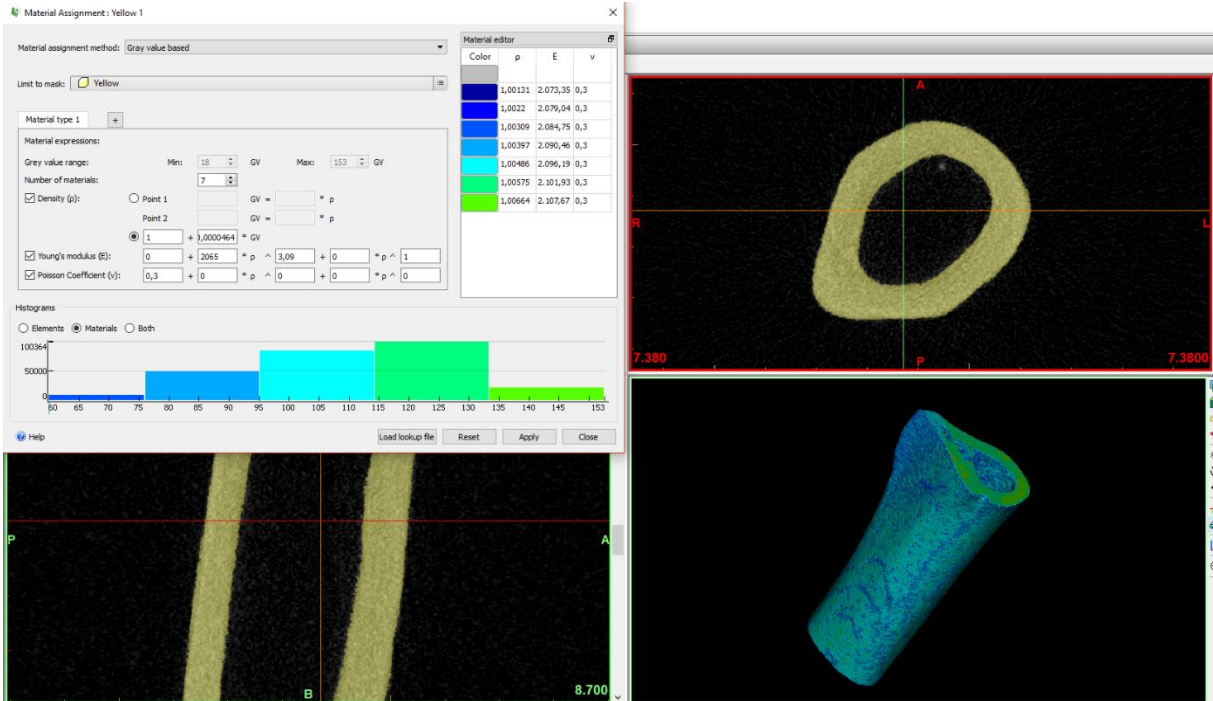 Material Assignment : Yellow 1
Material assignment method: Gray value based
Limit to mask: Yellow
Material type 1 +
Material expressions:
Grey value range: Min: 18 GV Max: 153 GV
Number of materials: 7
Density (ρ): Point 1 GV = * ρ
Point 2 GV = * ρ
1 + ,0000464 * GV
Young's modulus (E): 0 + 2065 * ρ ^ 3,09 + 0 * ρ ^ 1
Poisson Coefficient (v): 0,3 + 0 * ρ ^ 0 + 0 * ρ ^ 0
Material editor
Color ρ E v
1,00131 2.073,35 0,3
1,0022 2.079,04 0,3
1,00309 2.084,75 0,3
1,00397 2.090,46 0,3
1,00486 2.096,19 0,3
1,00575 2.101,93 0,3
1,00664 2.107,67 0,3
Histograms
Elements Materials Both
100364
50000
0
60 65 70 75 80 85 90 95 100 105 110 115 120 125 130 135 140 145 153
Help Load lookup file Reset Apply Close
A
R L
7.380 P 7.3800
P A
B 8.700